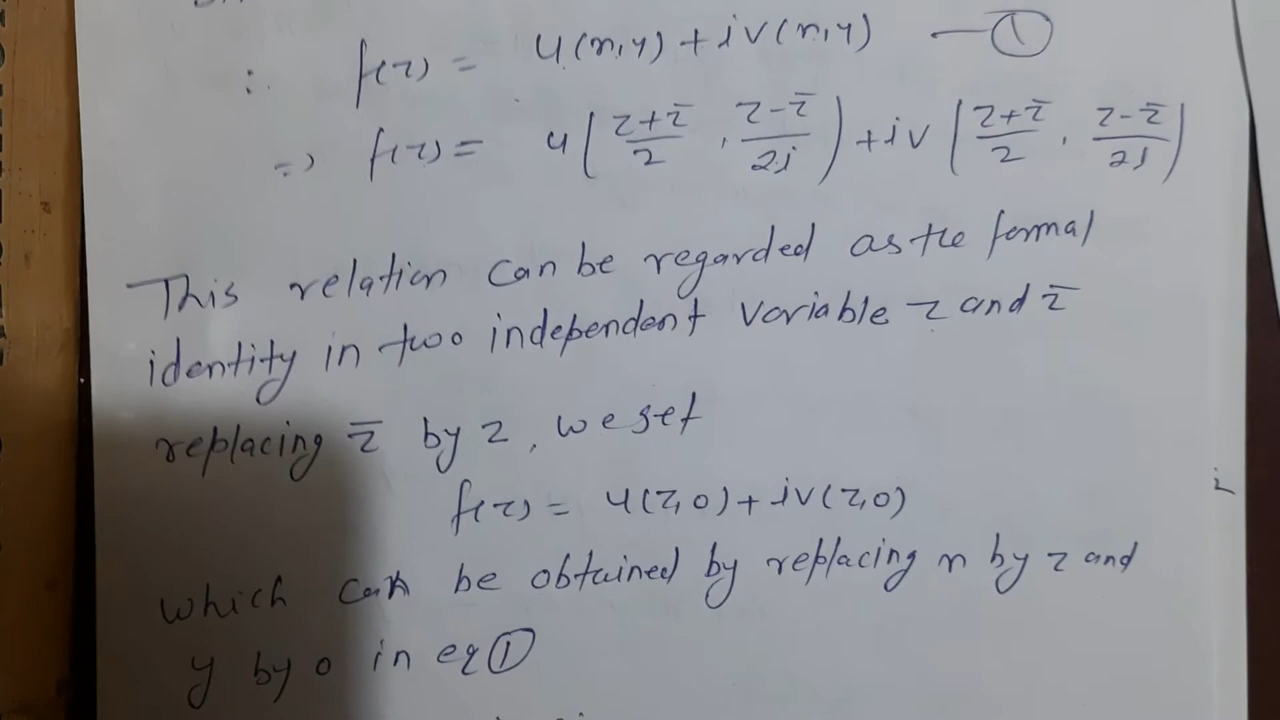 ∴ f(z) = u(x,y) + iv(x,y) — ①
=> f(z) = u((z+z̄)/2, (z-z̄)/2i) + iv((z+z̄)/2, (z-z̄)/2i)
This relation can be regarded as the formal
identity in two independent variable z and z̄
replacing z̄ by z, we get
f(z) = u(z,0) + iv(z,0)
i
which can be obtained by replacing x by z and
y by 0 in eq ①